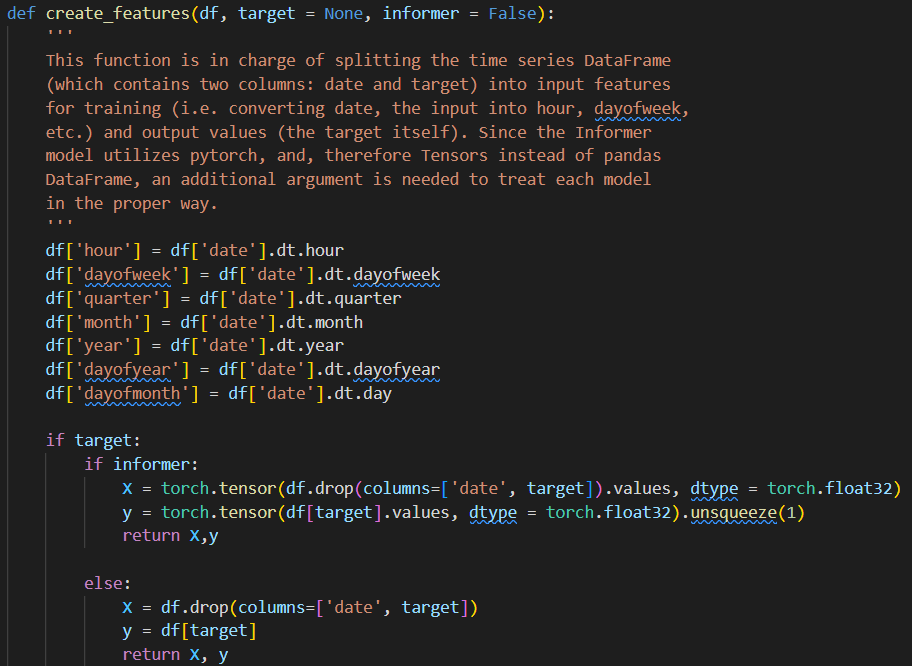 def create_features(df, target = None, informer = False):
    '''
    This function is in charge of splitting the time series DataFrame
    (which contains two columns: date and target) into input features
    for training (i.e. converting date, the input into hour, dayofweek,
    etc.) and output values (the target itself). Since the Informer
    model utilizes pytorch, and, therefore Tensors instead of pandas
    DataFrame, an additional argument is needed to treat each model
    in the proper way.
    '''
    df['hour'] = df['date'].dt.hour
    df['dayofweek'] = df['date'].dt.dayofweek
    df['quarter'] = df['date'].dt.quarter
    df['month'] = df['date'].dt.month
    df['year'] = df['date'].dt.year
    df['dayofyear'] = df['date'].dt.dayofyear
    df['dayofmonth'] = df['date'].dt.day

    if target:
        if informer:
            X = torch.tensor(df.drop(columns=['date', target]).values, dtype = torch.float32)
            y = torch.tensor(df[target].values, dtype = torch.float32).unsqueeze(1)
            return X,y

        else:
            X = df.drop(columns=['date', target])
            y = df[target]
            return X, y